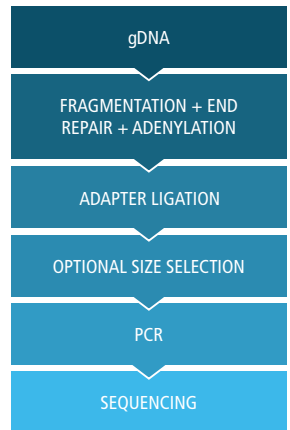 gDNA
FRAGMENTATION + END
REPAIR + ADENYLATION
ADAPTER LIGATION
OPTIONAL SIZE SELECTION
PCR
SEQUENCING